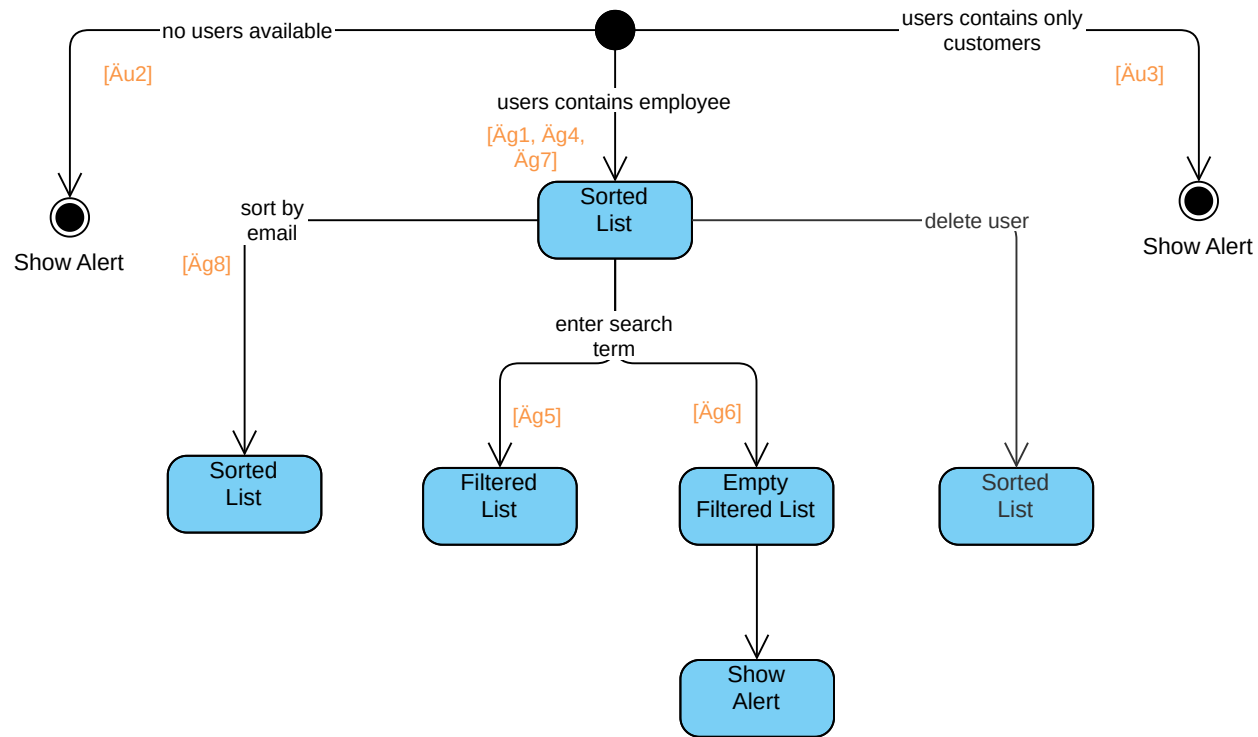 no users available
users contains only
customers
[Äu2]
[Äu3]
users contains employee
[Äg1, Äg4,
Äg7]
Sorted
List
sort by
email
delete user
Show Alert
Show Alert
[Äg8]
enter search
term
[Äg5]
[Äg6]
Sorted
List
Filtered
List
Empty
Filtered List
Sorted
List
Show
Alert